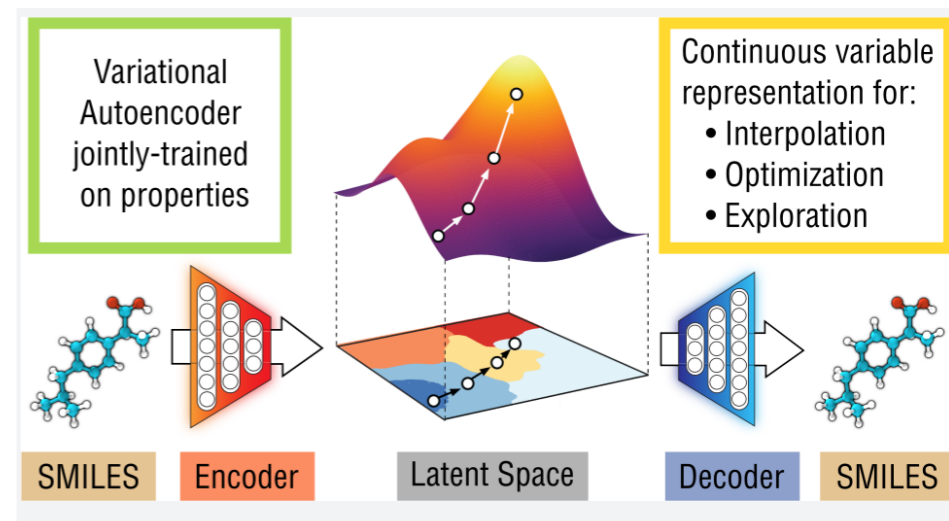 Variational
Autoencoder
jointly-trained
on properties
Continuous variable
representation for:
• Interpolation
• Optimization
• Exploration
SMILES
Encoder
Latent Space
Decoder
SMILES